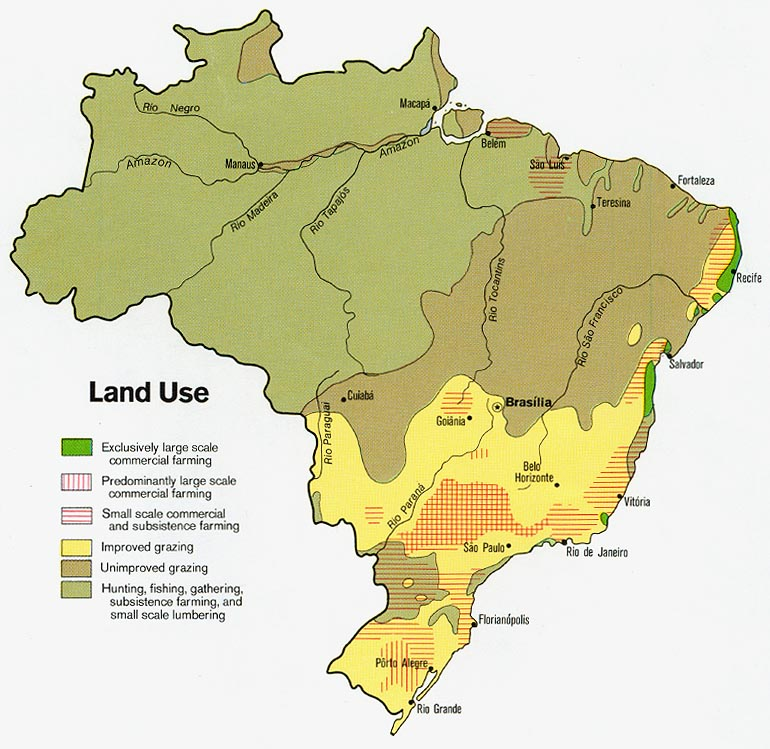 Rio Negro
Macapá
Amazon
Manaus
Amazon
Belém
São Luís
Fortaleza
Rio Madeira
Rio Tapajós
Teresina
Rio Tocantins
Recife
Rio São Francisco
Salvador
Land Use
Cuiabá
Brasília
Goiânia
Rio Paraguai
Exclusively large scale
commercial farming
Predominantly large scale
commercial farming
Small scale commercial
and subsistence farming
Improved grazing
Unimproved grazing
Hunting, fishing, gathering,
subsistence farming, and
small scale lumbering
Belo
Horizonte
Rio Paraná
Vitória
São Paulo
Rio de Janeiro
Florianópolis
Pôrto Alegre
Rio Grande